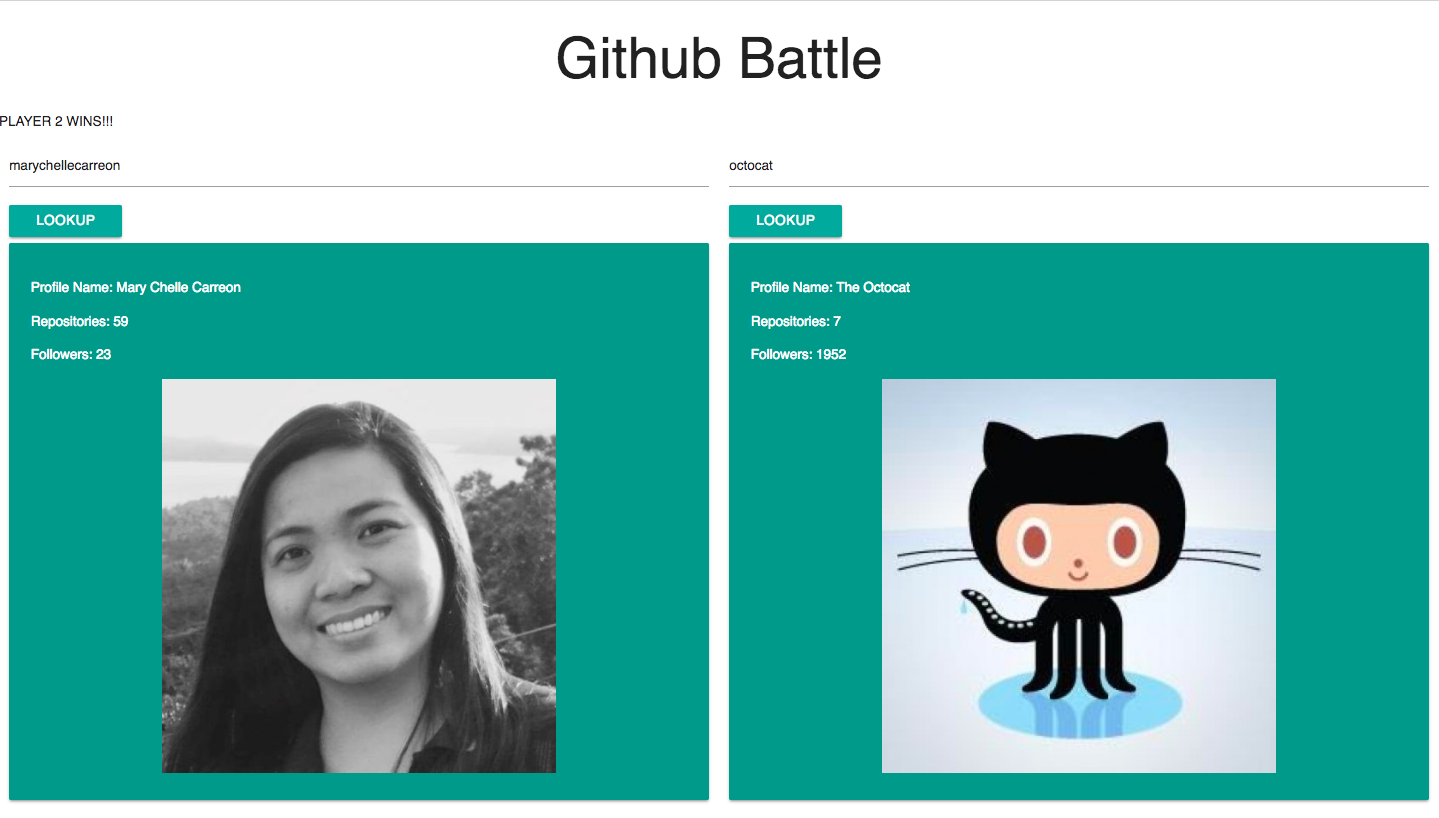 Github Battle
PLAYER 2 WINS!!!
marychellecarreon
octocat
LOOKUP
LOOKUP
Profile Name: Mary Chelle Carreon
Repositories: 59
Followers: 23
Profile Name: The Octocat
Repositories: 7
Followers: 1952